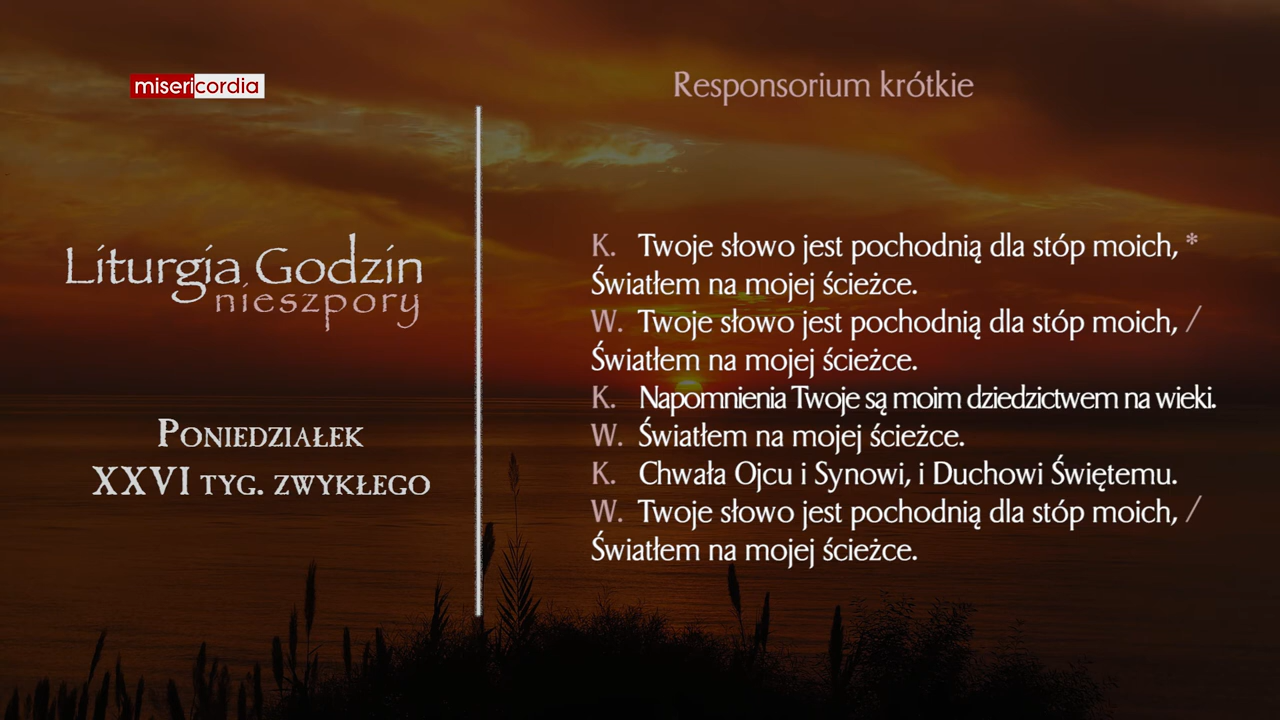 misericordia
Liturgia Godzin
nieszpory
Poniedziałek
XXVI tyg. zwykłego
Responsorium krótkie
K. Twoje słowo jest pochodnią dla stóp moich, *
Światłem na mojej ścieżce.
W. Twoje słowo jest pochodnią dla stóp moich, /
Światłem na mojej ścieżce.
K. Napomnienia Twoje są moim dziedzictwem na wieki.
W. Światłem na mojej ścieżce.
K. Chwała Ojcu i Synowi, i Duchowi Świętemu.
W. Twoje słowo jest pochodnią dla stóp moich, /
Światłem na mojej ścieżce.